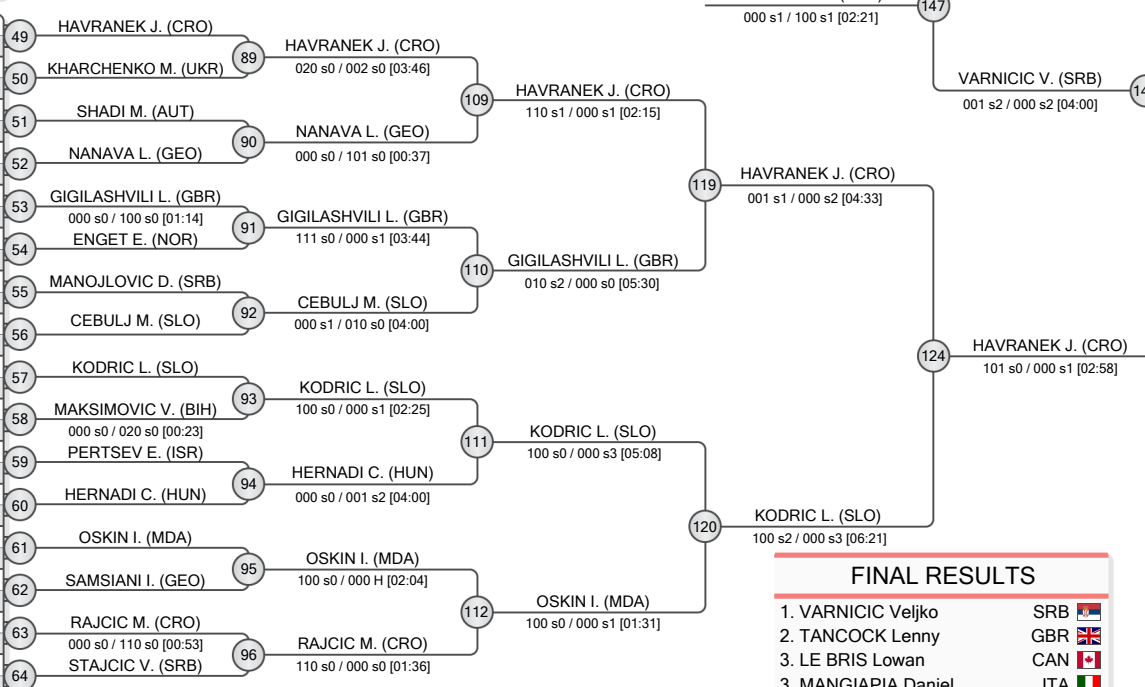 147
000 s1 / 100 s1 [02:21]
VARNICIC V. (SRB)
001 s2 / 000 s2 [04:00]
49
HAVRANEK J. (CRO)
50
KHARCHENKO M. (UKR)
51
SHADI M. (AUT)
52
NANAVA L. (GEO)
53
GIGILASHVILI L. (GBR)
000 s0 / 100 s0 [01:14]
54
ENGET E. (NOR)
55
MANOJLOVIC D. (SRB)
56
CEBULJ M. (SLO)
57
KODRIC L. (SLO)
58
MAKSIMOVIC V. (BIH)
000 s0 / 020 s0 [00:23]
59
PERTSEV E. (ISR)
60
HERNADI C. (HUN)
61
OSKIN I. (MDA)
62
SAMSIANI I. (GEO)
63
RAJCIC M. (CRO)
000 s0 / 110 s0 [00:53]
64
STAJCIC V. (SRB)
89
HAVRANEK J. (CRO)
020 s0 / 002 s0 [03:46]
90
NANAVA L. (GEO)
000 s0 / 101 s0 [00:37]
91
GIGILASHVILI L. (GBR)
111 s0 / 000 s1 [03:44]
92
CEBULJ M. (SLO)
000 s1 / 010 s0 [04:00]
93
KODRIC L. (SLO)
100 s0 / 000 s1 [02:25]
94
HERNADI C. (HUN)
000 s0 / 001 s2 [04:00]
95
OSKIN I. (MDA)
100 s0 / 000 H [02:04]
96
RAJCIC M. (CRO)
110 s0 / 000 s0 [01:36]
109
HAVRANEK J. (CRO)
110 s1 / 000 s1 [02:15]
110
GIGILASHVILI L. (GBR)
010 s2 / 000 s0 [05:30]
111
KODRIC L. (SLO)
100 s0 / 000 s3 [05:08]
112
OSKIN I. (MDA)
100 s0 / 000 s1 [01:31]
119
HAVRANEK J. (CRO)
001 s1 / 000 s2 [04:33]
120
KODRIC L. (SLO)
100 s2 / 000 s3 [06:21]
124
HAVRANEK J. (CRO)
101 s0 / 000 s1 [02:58]
FINAL RESULTS
1. VARNICIC Veljko SRB
2. TANCOCK Lenny GBR
3. LE BRIS Lowan CAN
3. MANGIAPIA Daniel ITA